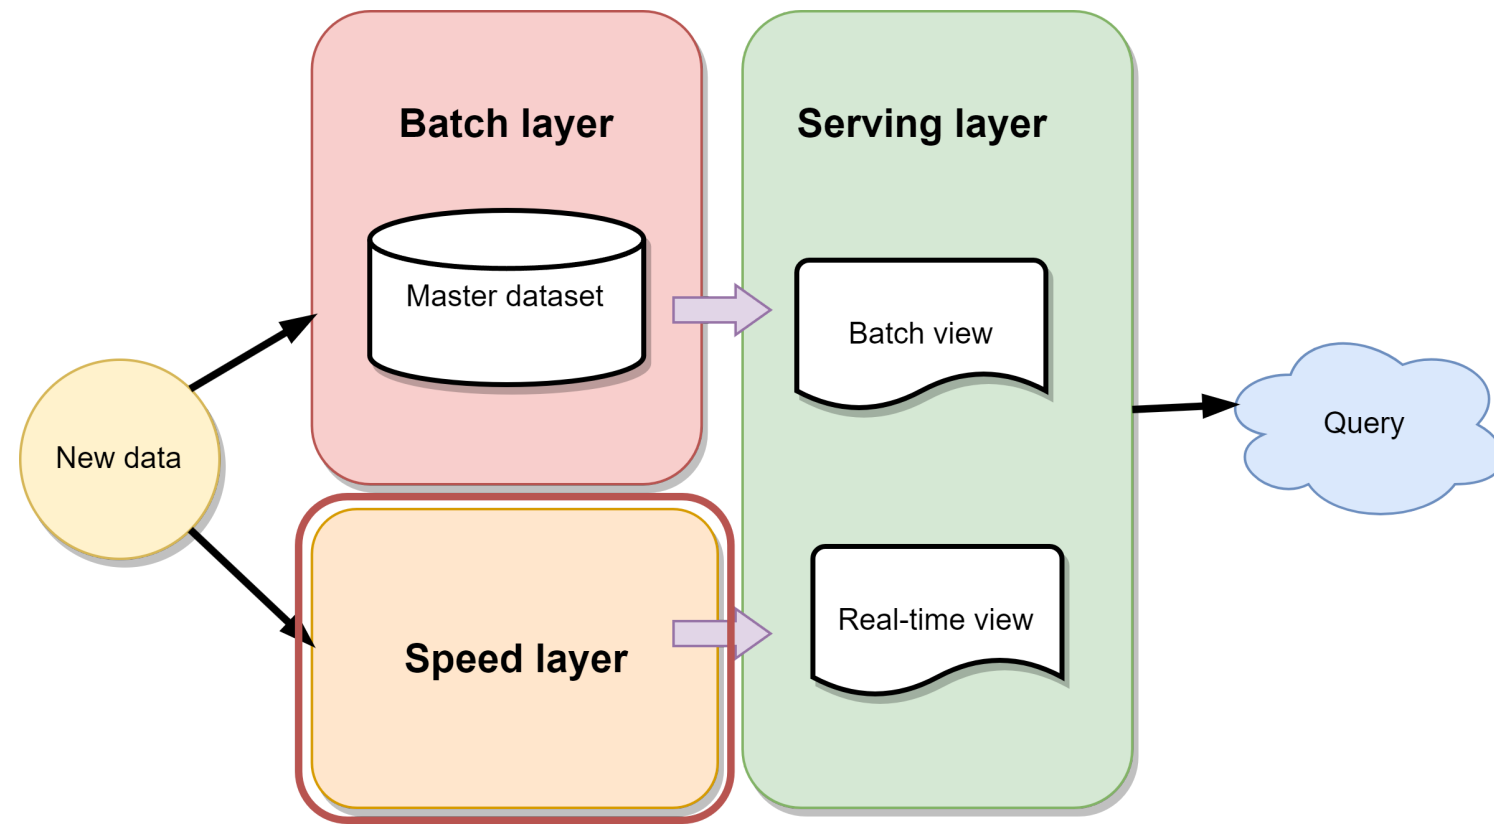 Batch layer
Serving layer
Master dataset
Batch view
New data
Query
Speed layer
Real-time view